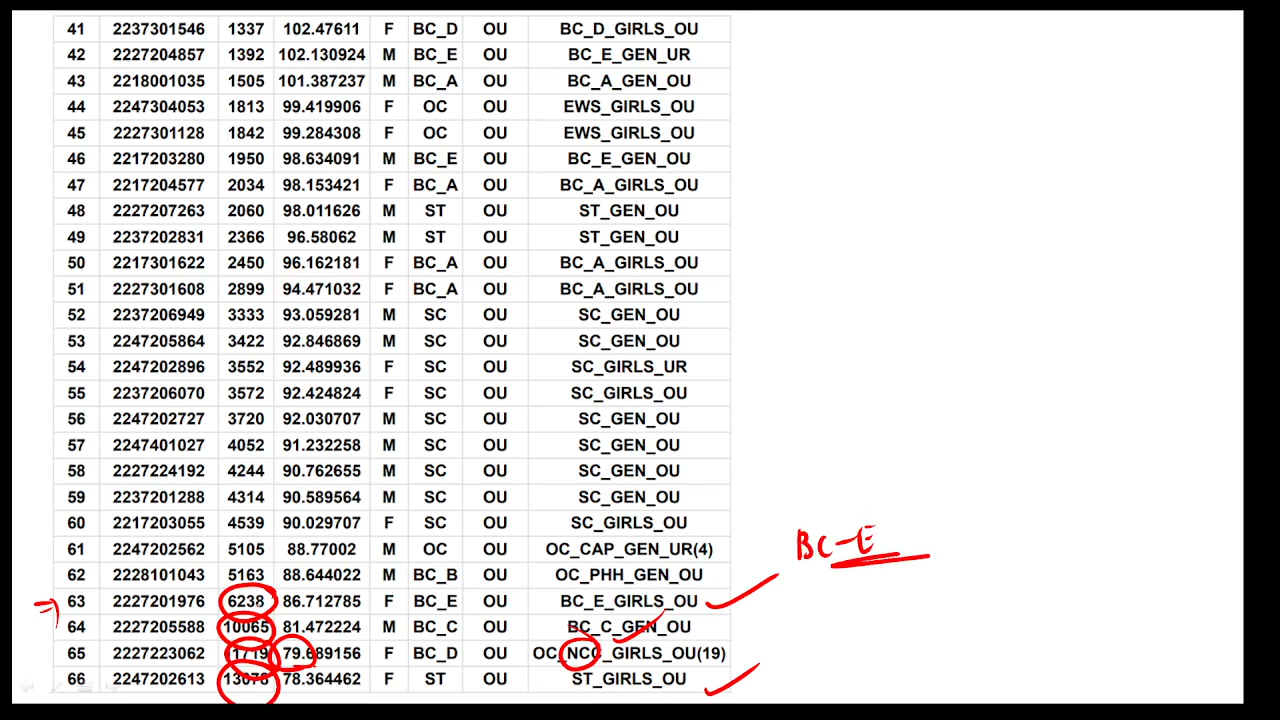 41 2237301546 1337 102.47611 F BC_D OU BC_D_GIRLS_OU
42 2227204857 1392 102.130924 M BC_E OU BC_E_GEN_UR
43 2218001035 1505 101.387237 M BC_A OU BC_A_GEN_OU
44 2247304053 1813 99.419906 F OC OU EWS_GIRLS_OU
45 2227301128 1842 99.284308 F OC OU EWS_GIRLS_OU
46 2217203280 1950 98.634091 M BC_E OU BC_E_GEN_OU
47 2217204577 2034 98.153421 F BC_A OU BC_A_GIRLS_OU
48 2227207263 2060 98.011626 M ST OU ST_GEN_OU
49 2237202831 2366 96.58062 M ST OU ST_GEN_OU
50 2217301622 2450 96.162181 F BC_A OU BC_A_GIRLS_OU
51 2227301608 2899 94.471032 F BC_A OU BC_A_GIRLS_OU
52 2237206949 3333 93.059281 M SC OU SC_GEN_OU
53 2247205864 3422 92.846869 M SC OU SC_GEN_OU
54 2247202896 3552 92.489936 F SC OU SC_GIRLS_UR
55 2237206070 3572 92.424824 F SC OU SC_GIRLS_OU
56 2247202727 3720 92.030707 M SC OU SC_GEN_OU
57 2247401027 4052 91.232258 M SC OU SC_GEN_OU
58 2227224192 4244 90.762655 M SC OU SC_GEN_OU
59 2237201288 4314 90.589564 M SC OU SC_GEN_OU
60 2217203055 4539 90.029707 F SC OU SC_GIRLS_OU
61 2247202562 5105 88.77002 M OC OU OC_CAP_GEN_UR(4)
BC-E
62 2228101043 5163 88.644022 M BC_B OU OC_PHH_GEN_OU
63 2227201976 6238 86.712785 F BC_E OU BC_E_GIRLS_OU
64 2227205588 10065 81.472224 M BC_C OU BC_C_GEN_OU
65 2227223062 11719 79.689156 F BC_D OU OC_NCC_GIRLS_OU(19)
66 2247202613 78.364462 F ST OU ST_GIRLS_OU